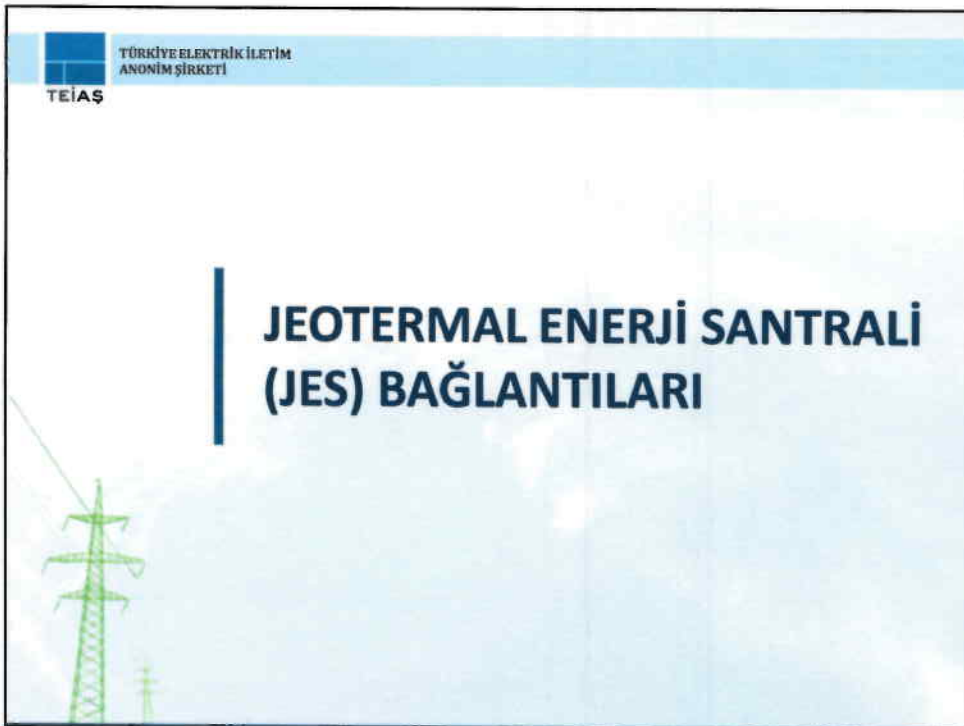 TÜRKİYE ELEKTRİK İLETİM
ANONİM ŞİRKETİ
TEİAŞ
JEOTERMAL ENERJİ SANTRALİ
(JES) BAĞLANTILARI